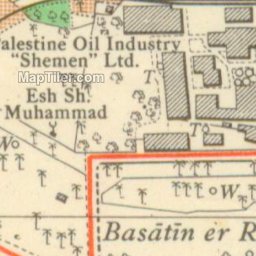 Palestine Oil Industry
"Shemen" Ltd.
MapTiler.com
T.
Esh Sh.
Muhammad
T
W
W.
Basātīn er R